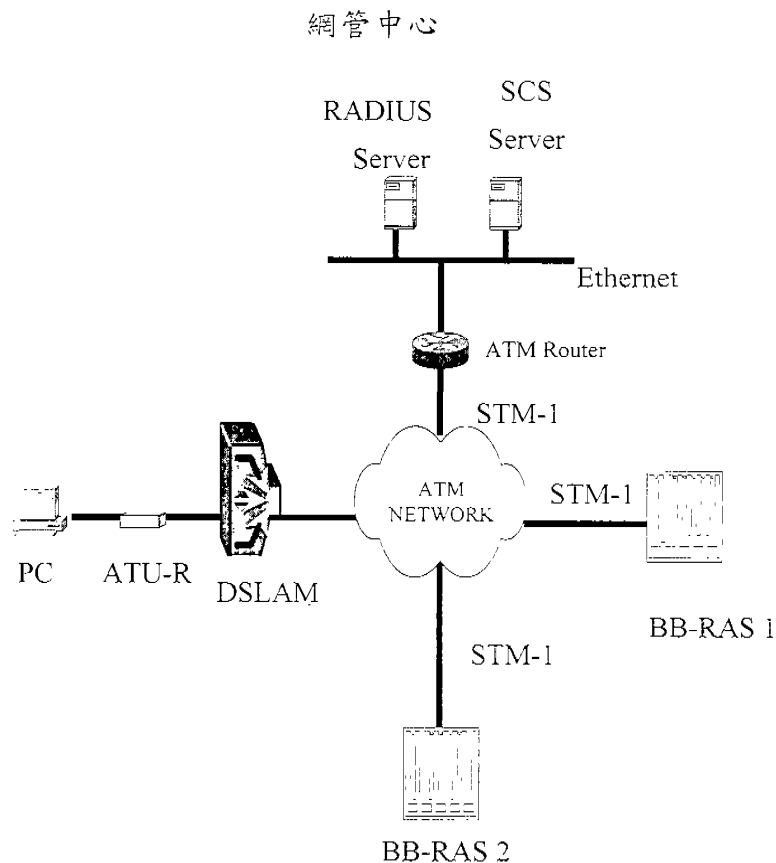 網管中心
SCS
RADIUS
Server
Server
Ethernet
ATM Router
STM-1
ATM
NETWORK
STM-1
PC
ATU-R
DSLAM
BB-RAS 1
STM-1
BB-RAS 2